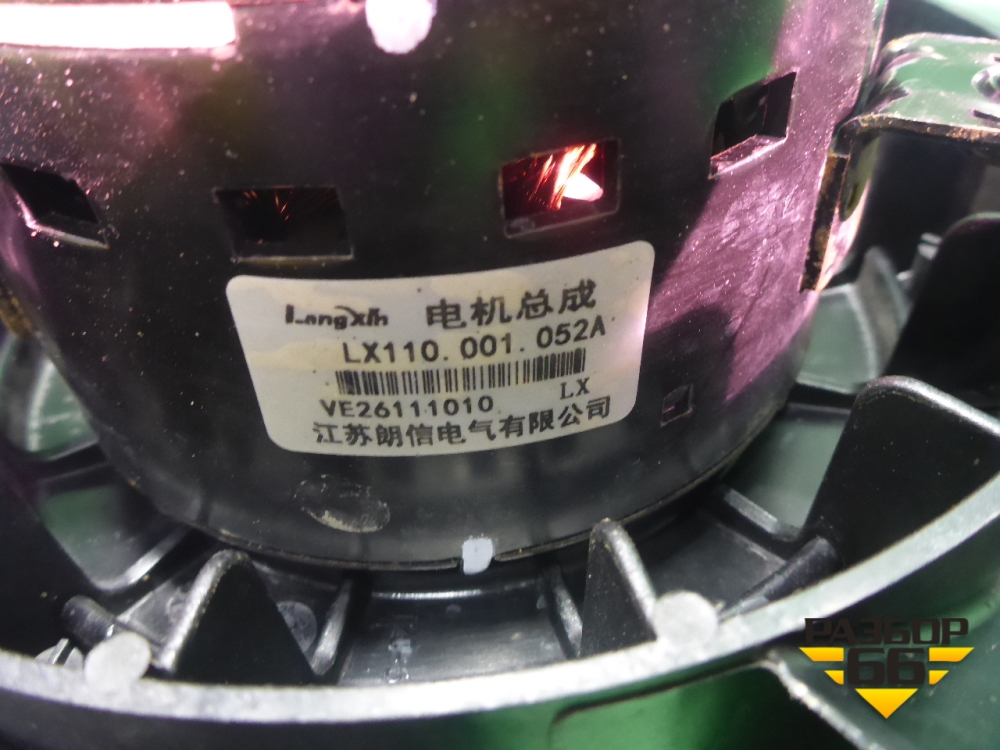 Langxin 电机总成
LX110.001.052A
VE26111010 LX
江苏朗信电气有限公司
РАЗБОР
66